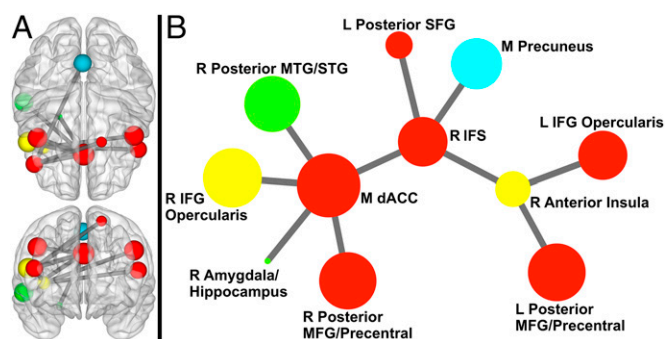 A
B
L Posterior SFG
M Precuneus
R Posterior MTG/STG
L IFG Opercularis
R IFS
R IFG
Opercularis
M dACC
R Anterior Insula
R Amygdala/
Hippocampus
R Posterior
MFG/Precentral
L Posterior
MFG/Precentral